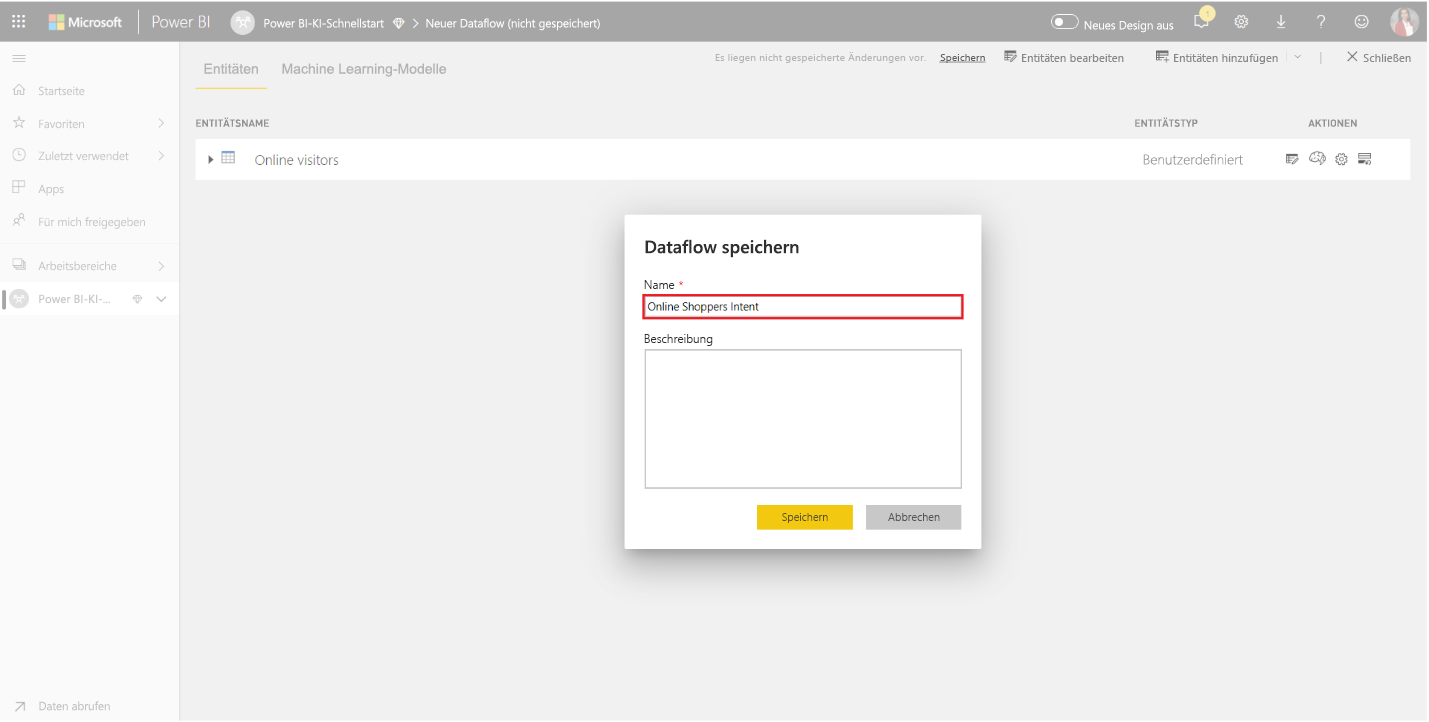 Microsoft Power BI Power BI-KI-Schnellstart > Neuer Dataflow (nicht gespeichert) Neues Design aus 1 ?
Entitäten Machine Learning-Modelle Es liegen nicht gespeicherte Änderungen vor. Speichern Entitäten bearbeiten Entitäten hinzufügen | Schließen
Startseite
Favoriten
Zuletzt verwendet
Apps
Für mich freigegeben
Arbeitsbereiche
Power BI-KI-...
Daten abrufen
ENTITÄTSNAME ENTITÄTSTYP AKTIONEN
Online visitors Benutzerdefiniert
Dataflow speichern
Name *
Online Shoppers Intent
Beschreibung
Speichern Abbrechen